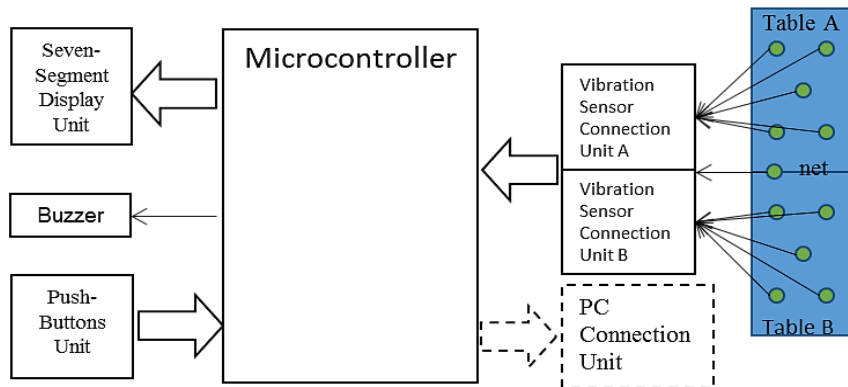 Seven-
Segment
Display
Unit
Buzzer
Push-
Buttons
Unit
Microcontroller
Vibration
Sensor
Connection
Unit A
Vibration
Sensor
Connection
Unit B
PC
Connection
Unit
Table A
net
Table B